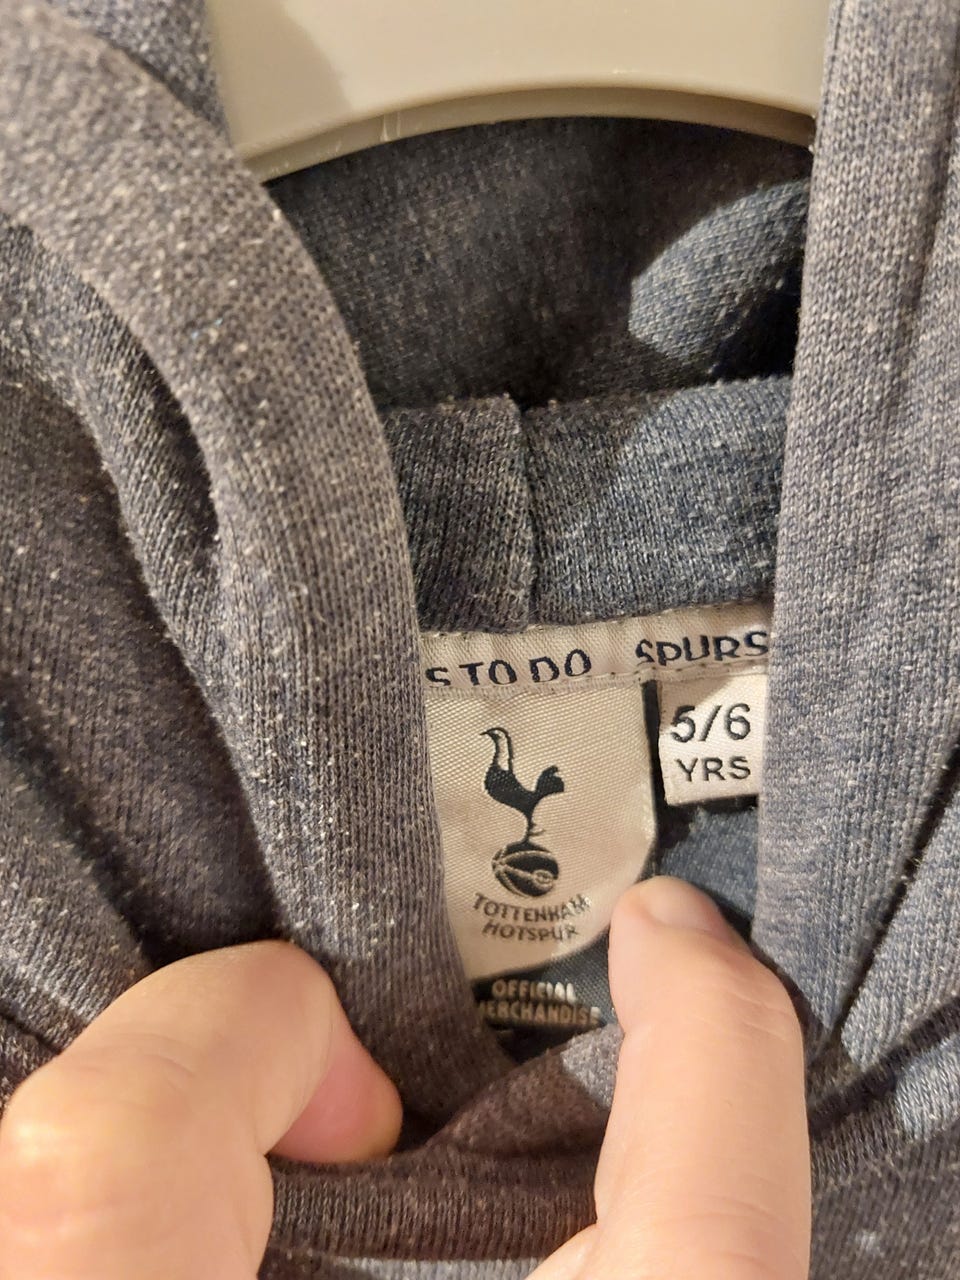 S TO DO SPURS
5/6
YRS
TOTTENHAM
HOTSPUR
OFFICIAL
MERCHANDISE